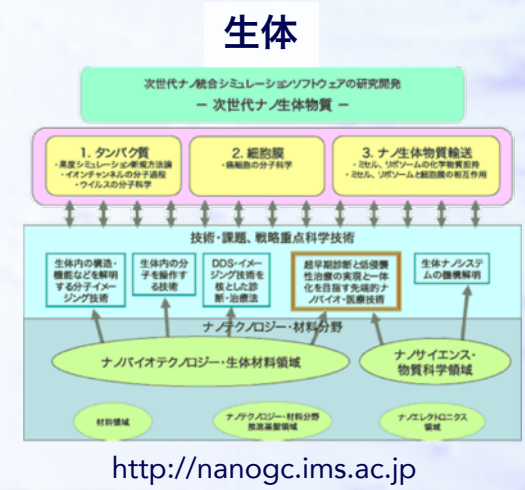 生体
次世代ナノ統合シミュレーションソフトウェアの研究開発
－ 次世代ナノ生体物質 －
1. タンパク質
・高度シミュレーション新規方法論
・イオンチャンネルの分子過程
・ウイルスの分子科学
2. 細胞膜
・癌細胞の分子科学
3. ナノ生体物質輸送
・ミセル、リポソームの化学物質担持
・ミセル、リポソームと細胞膜の相互作用
技術・課題、戦略重点科学技術
生体内の構造・
機能などを解明
する分子イメー
ジング技術
生体内の分
子を操作す
る技術
DDS・イメー
ジング技術を
核とした診
断・治療法
超早期診断と低侵襲
性治療の実現と一体
化を目指す先端的ナ
ノバイオ・医療技術
生体ナノシステ
ムの機構解明
ナノテクノロジー・材料分野
ナノバイオテクノロジー・生体材料領域
ナノサイエンス・
物質科学領域
材料領域
ナノテクノロジー・材料分野
推進基盤領域
ナノエレクトロニクス
領域
http://nanogc.ims.ac.jp